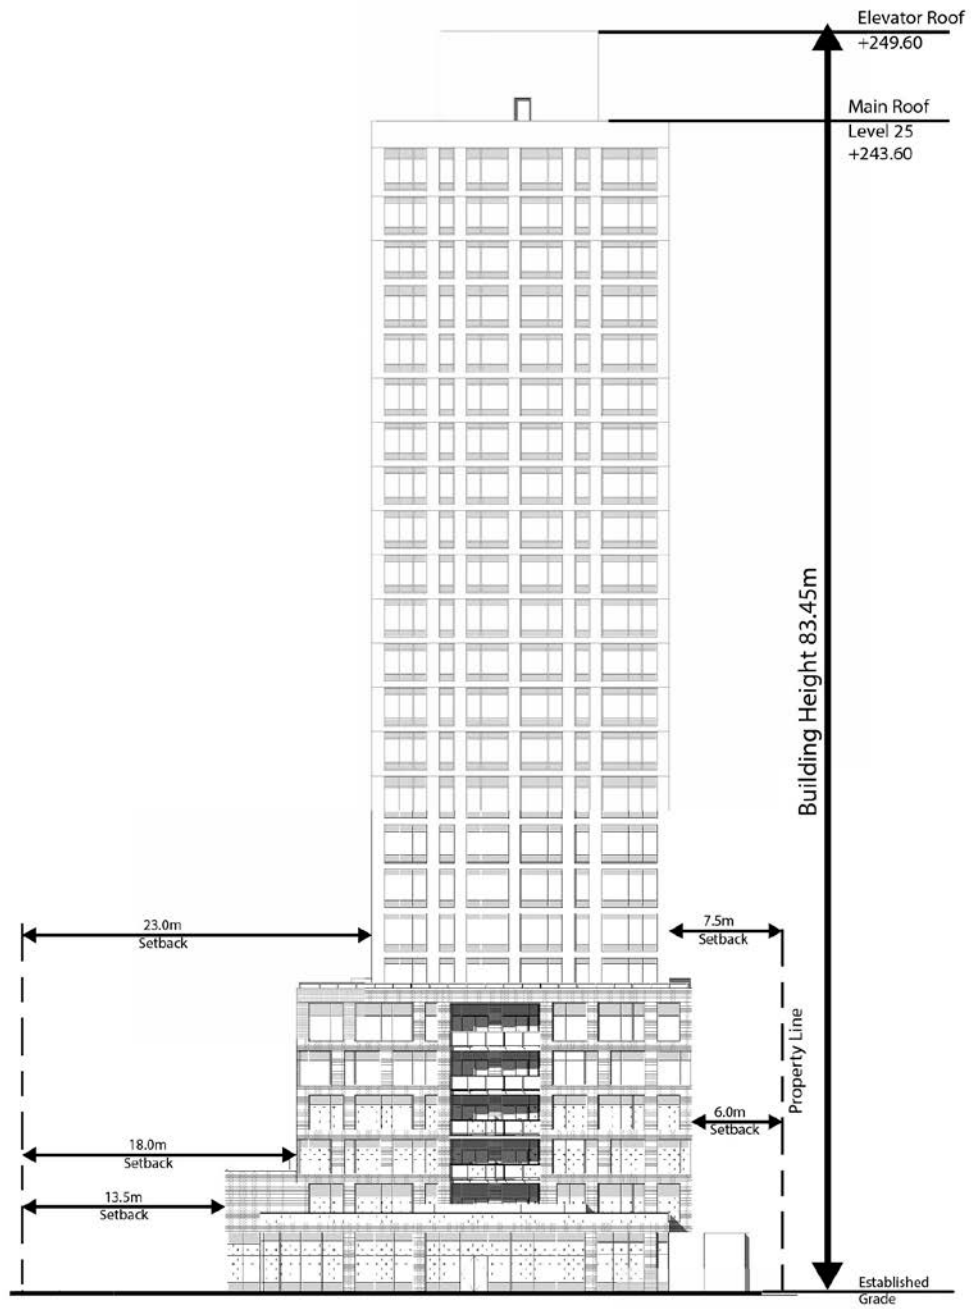 Elevator Roof
+249.60
Main Roof
Level 25
+243.60
Building Height 83.45m
23.0m
Setback
7.5m
Setback
Property Line
6.0m
Setback
18.0m
Setback
13.5m
Setback
Established
Grade